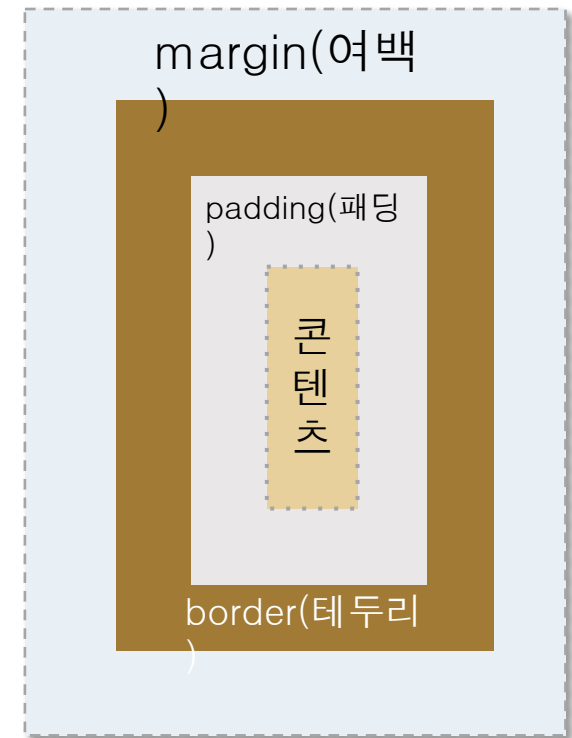 margin(여백
)
padding(패딩
)
콘
텐
츠
border(테두리
)